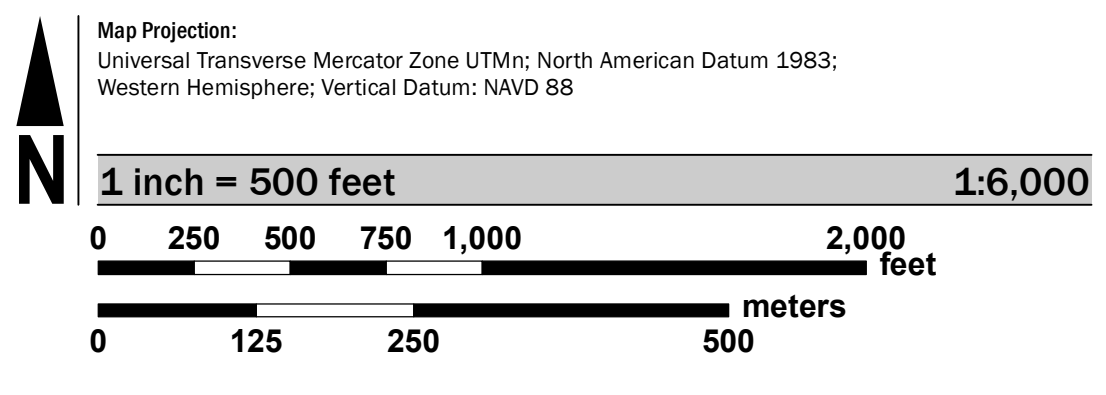 Map Projection:
Universal Transverse Mercator Zone UTMn; North American Datum 1983;
Western Hemisphere; Vertical Datum: NAVD 88
N
1 inch = 500 feet 1:6,000
0 250 500 750 1,000 2,000
feet
meters
0 125 250 500